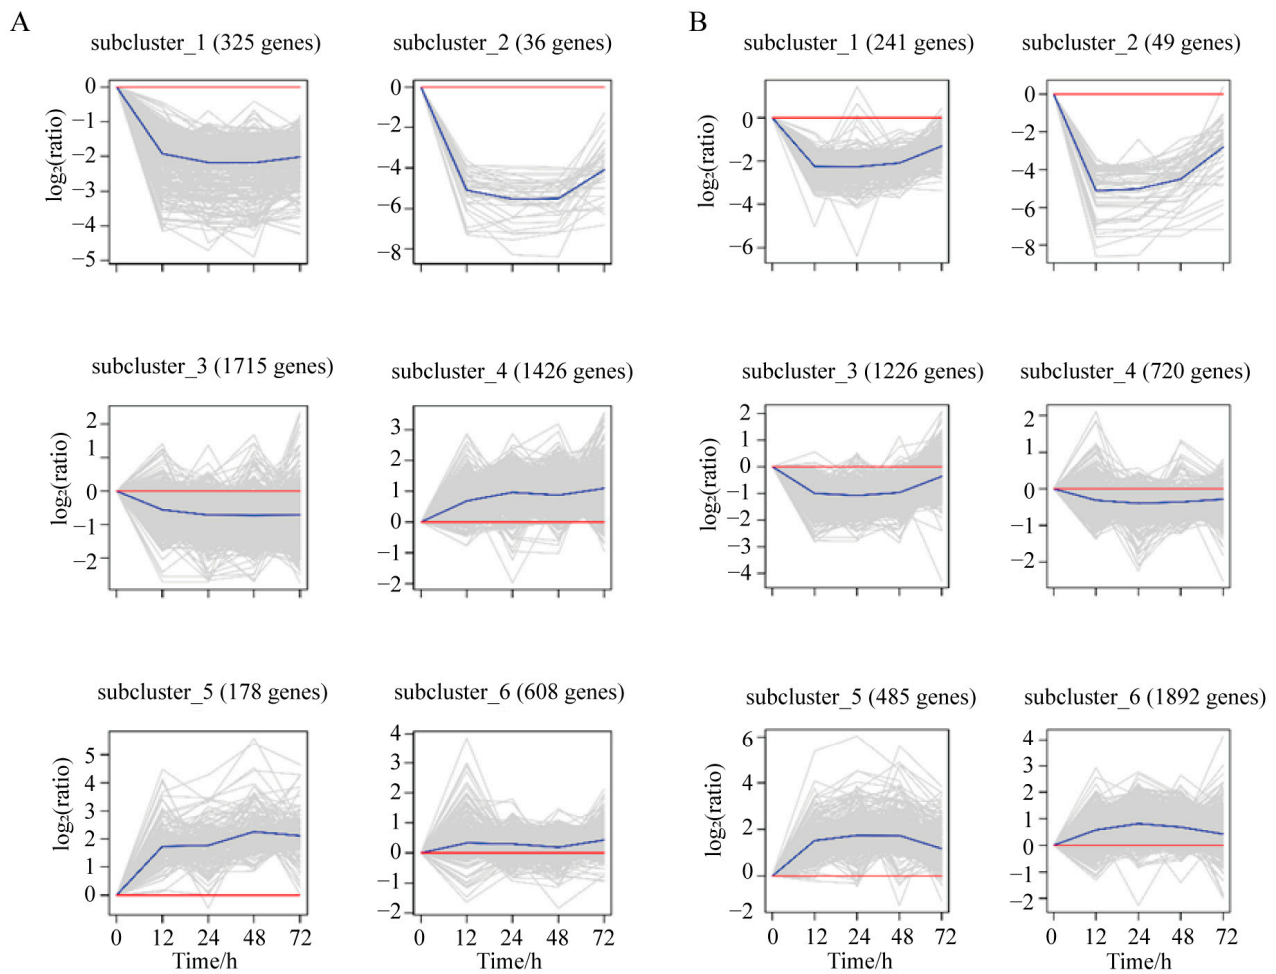 A
B
subcluster_1 (325 genes)
subcluster_2 (36 genes)
subcluster_1 (241 genes)
subcluster_2 (49 genes)
log₂(ratio)
0
−1
−2
−3
−4
−5
0
−2
−4
−6
−8
log₂(ratio)
0
−2
−4
−6
0
−2
−4
−6
−8
subcluster_3 (1715 genes)
subcluster_4 (1426 genes)
subcluster_3 (1226 genes)
subcluster_4 (720 genes)
log₂(ratio)
2
1
0
−1
−2
3
2
1
0
−1
−2
log₂(ratio)
2
1
0
−1
−2
−3
−4
2
1
0
−1
−2
subcluster_5 (178 genes)
subcluster_6 (608 genes)
subcluster_5 (485 genes)
subcluster_6 (1892 genes)
log₂(ratio)
5
4
3
2
1
0
4
3
2
1
0
−1
−2
log₂(ratio)
6
4
2
0
−2
4
3
2
1
0
−1
−2
0 12 24 48 72
0 12 24 48 72
0 12 24 48 72
0 12 24 48 72
Time/h
Time/h
Time/h
Time/h